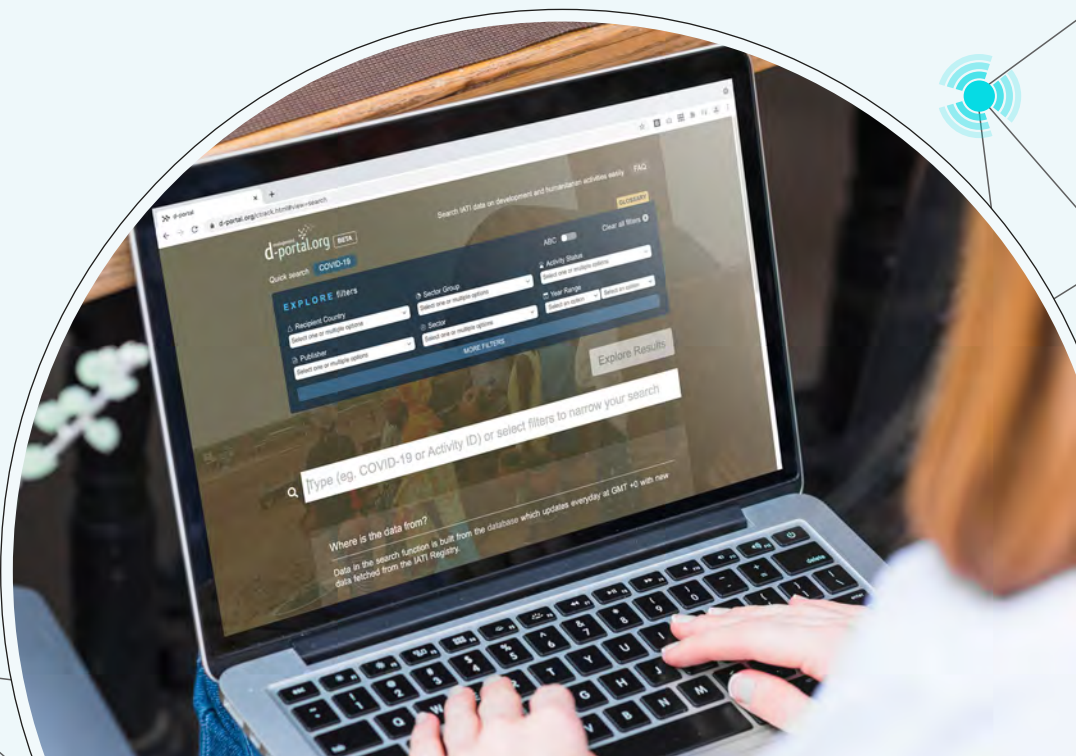 d-portal
d-portal.org/ctrack.html#view=search
Search IATI data on development and humanitarian activities easily
FAQ
d-portal.org
BETA
GLOSSARY
Quick search
COVID-19
ABC
Clear all filters
EXPLORE filters
Recipient Country
Select one or multiple options
Sector Group
Select one or multiple options
Activity Status
Select one or multiple options
Publisher
Select one or multiple options
Sector
Select one or multiple options
Year Range
Select an option
Select an option
MORE FILTERS
Explore Results
Type (eg. COVID-19 or Activity ID) or select filters to narrow your search
Where is the data from?
Data in the search function is built from the database which updates everyday at GMT +0 with new
data fetched from the IATI Registry.
delete